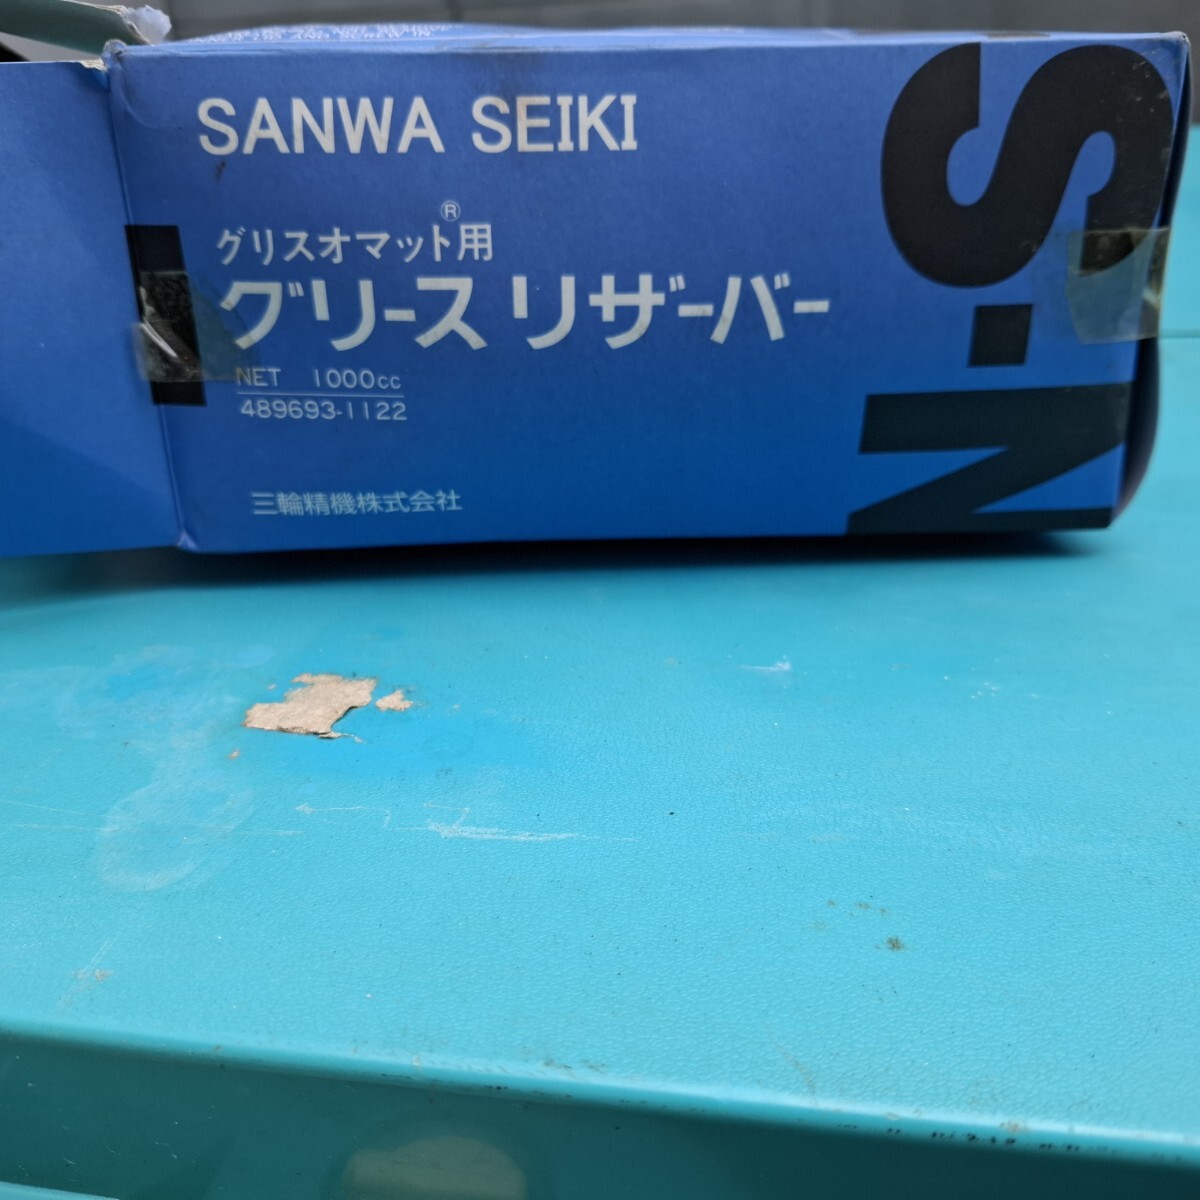 SANWA SEIKI
グリスオマット®用
グリース リザーバー
NET 1000cc
489693-1122
三輪精機株式会社
N-S